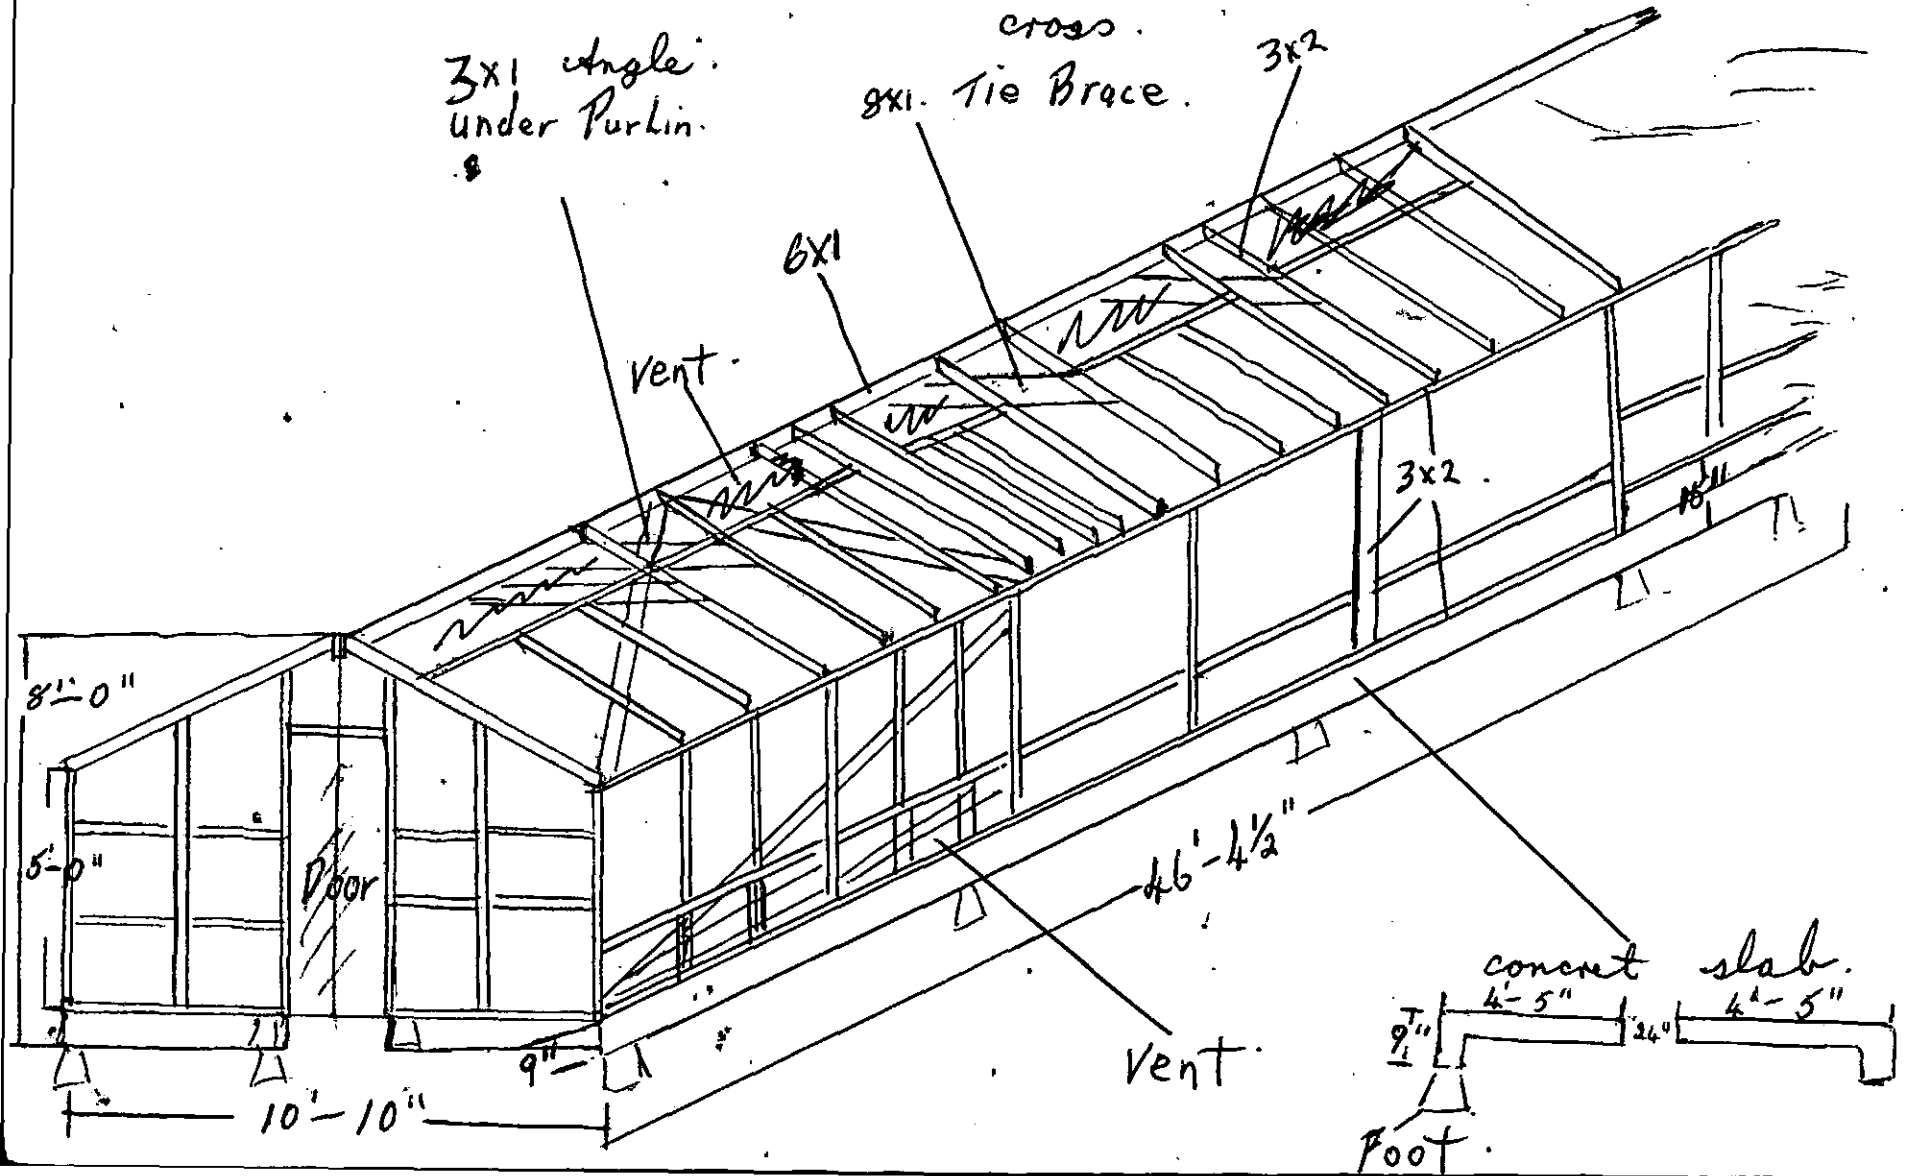 3x1 Angle.
under Purlin.
cross.
8x1. Tie Brace.
3x2
6x1
vent.
3x2.
8'-0"
5'-0"
Door
46'-4½"
9"
10'-10"
Vent.
concret slab.
4'-5"
4'-5"
9"
24"
Foot.